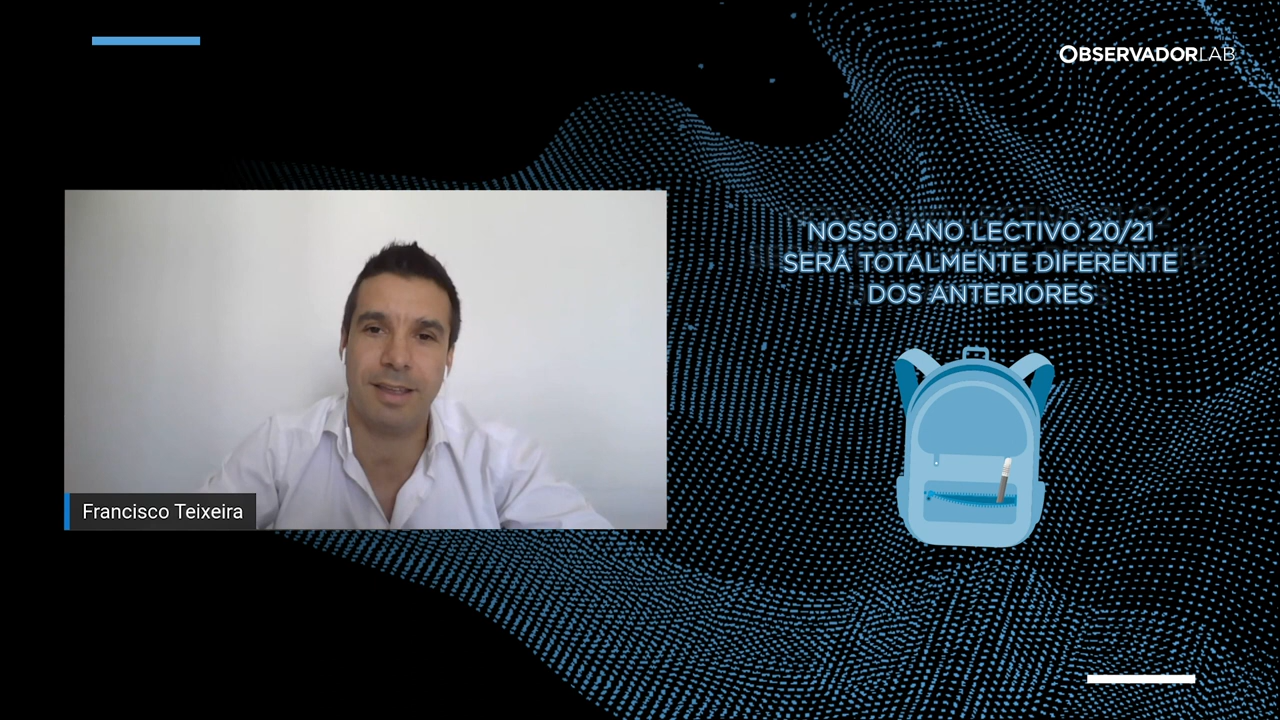 OBSERVADORLAB
NOSSO ANO LECTIVO 20/21
SERÁ TOTALMENTE DIFERENTE
DOS ANTERIORES
Francisco Teixeira